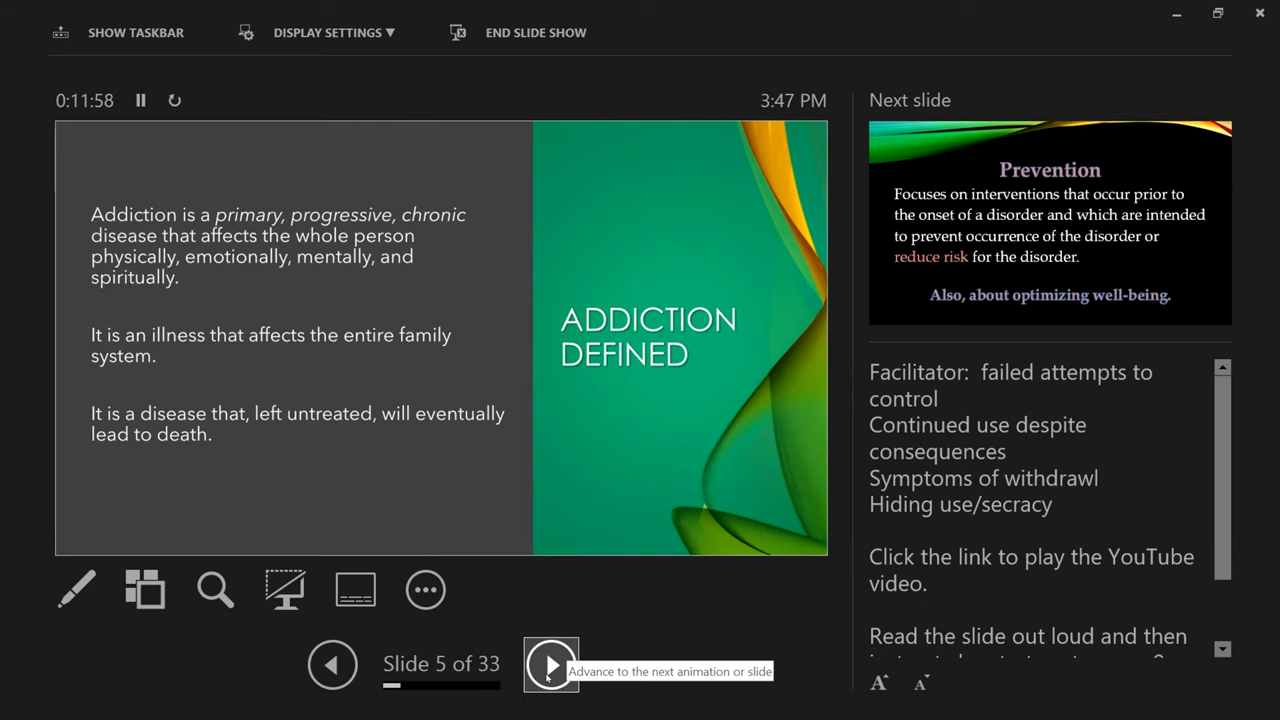 SHOW TASKBAR
DISPLAY SETTINGS ▼
END SLIDE SHOW
0:11:58
3:47 PM
Addiction is a primary, progressive, chronic
disease that affects the whole person
physically, emotionally, mentally, and
spiritually.
It is an illness that affects the entire family
system.
It is a disease that, left untreated, will eventually
lead to death.
ADDICTION
DEFINED
Slide 5 of 33
Advance to the next animation or slide
Next slide
Prevention
Focuses on interventions that occur prior to
the onset of a disorder and which are intended
to prevent occurrence of the disorder or
reduce risk for the disorder.
Also, about optimizing well-being.
Facilitator: failed attempts to
control
Continued use despite
consequences
Symptoms of withdrawl
Hiding use/secracy
Click the link to play the YouTube
video.
Read the slide out loud and then
A A